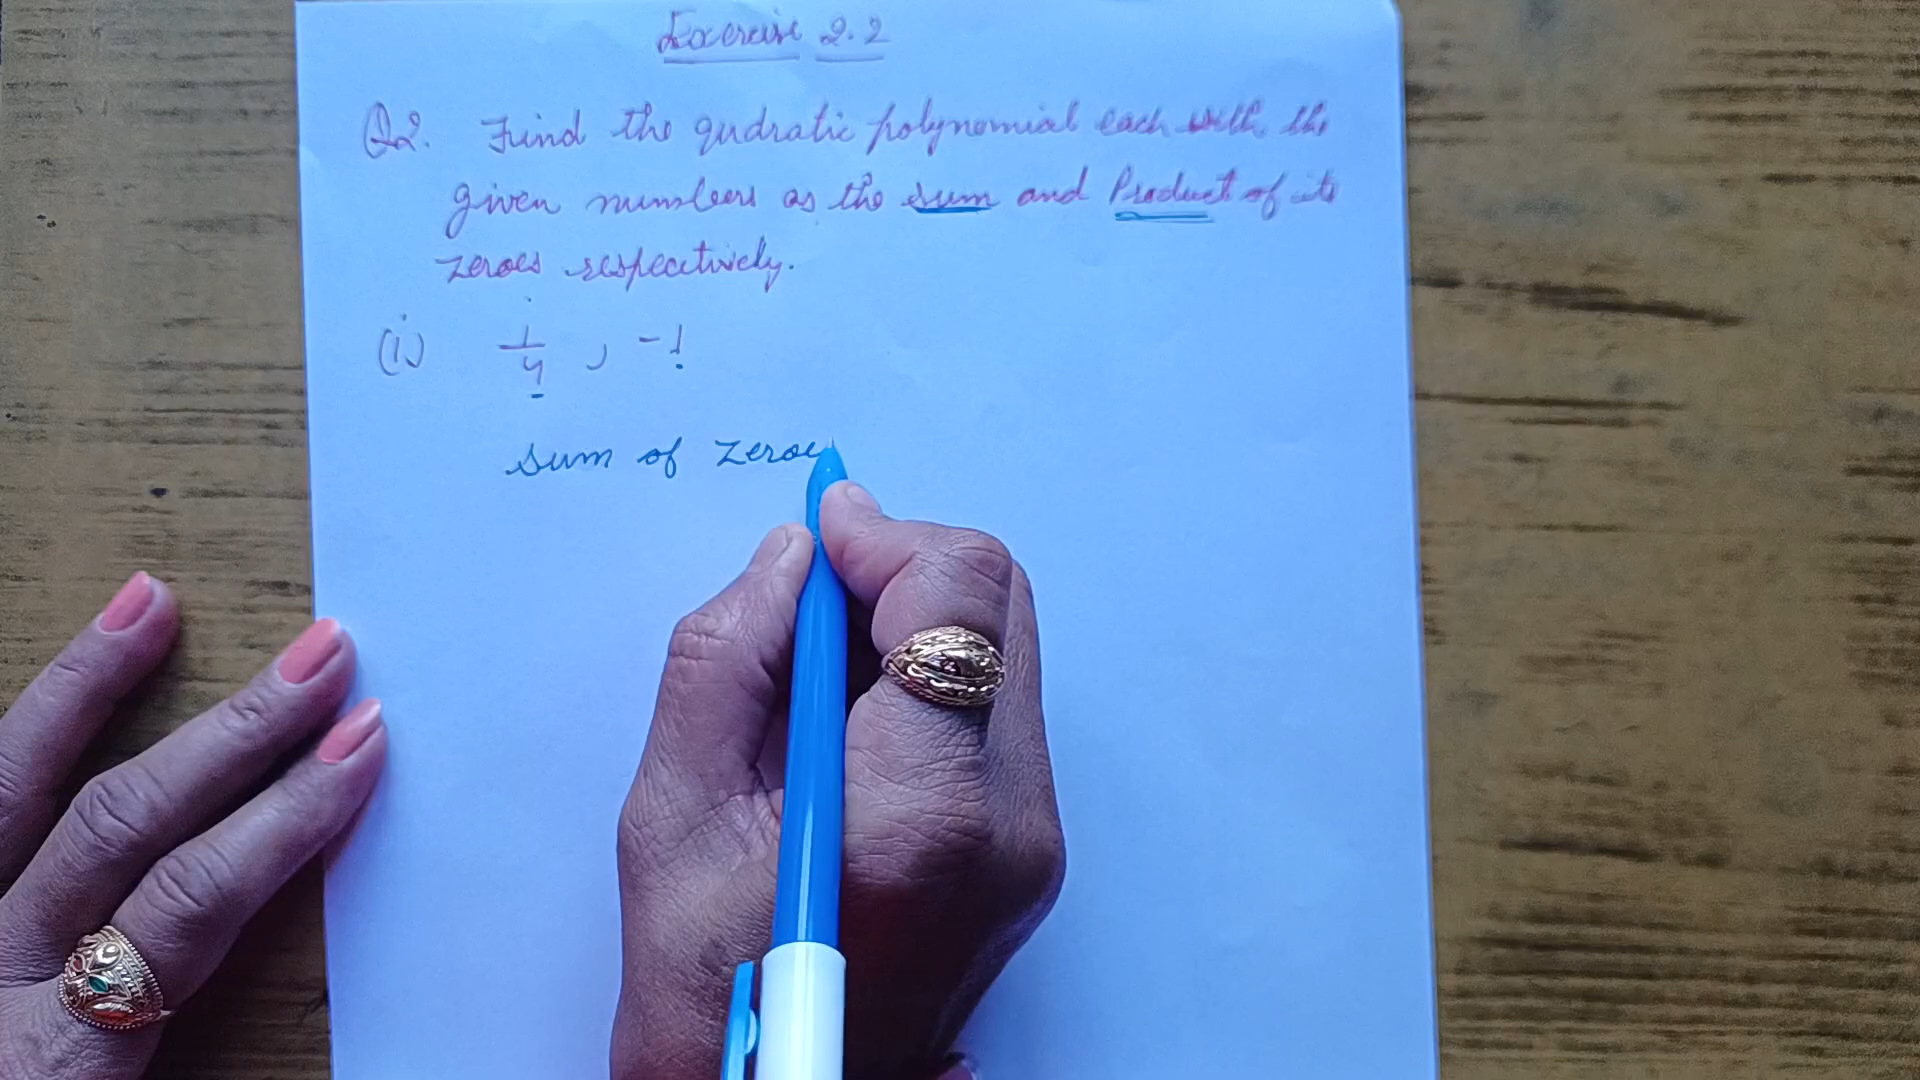 Exercise 2.2
Q2. Find the qudratic polynomial each with the
given numbers as the sum and Product of its
zeroes respectively.
(i) 1/4 , -1
sum of zeroes